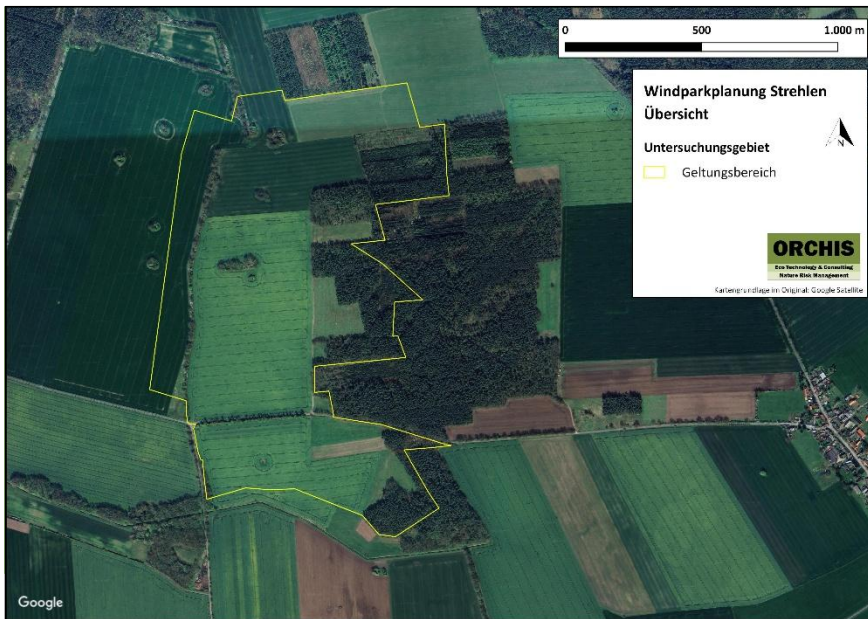 0 500 1.000 m
Windparkplanung Strehlen
Übersicht
N
Untersuchungsgebiet
Geltungsbereich
ORCHIS
Eco Technology & Consulting
Nature Risk Management
Kartengrundlage im Original: Google Satellite
Google